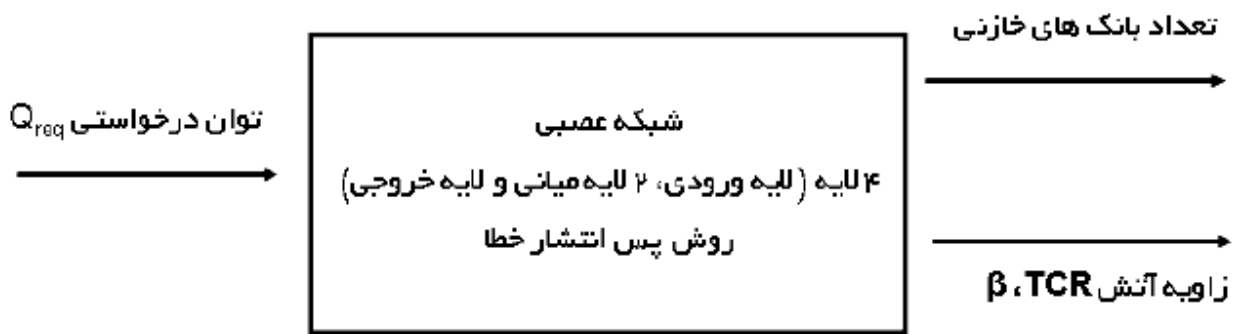 تعداد بانک های خازنی
توان درخواستی Qreq
شبکه عصبی
۴ لایه (لایه ورودی، ۲ لایه میانی و لایه خروجی)
روش پس انتشار خطا
زاویه آتش β ، TCR